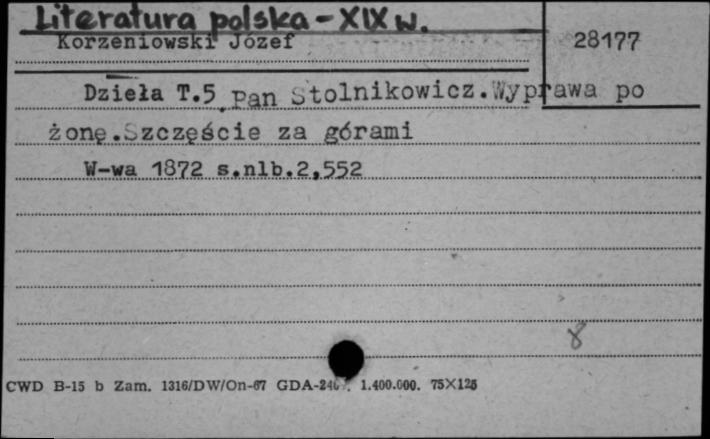 Literatura polska - XIX w.
Korzeniowski Józef
28177
Dzieła T.5 Pan Stolnikowicz.Wyprawa po
żonę.Szczęście za górami
W-wa 1872 s.nlb.2,552
8
CWD B-15 b Zam. 1316/DW/On-67 GDA- 1.400.000. 75X125